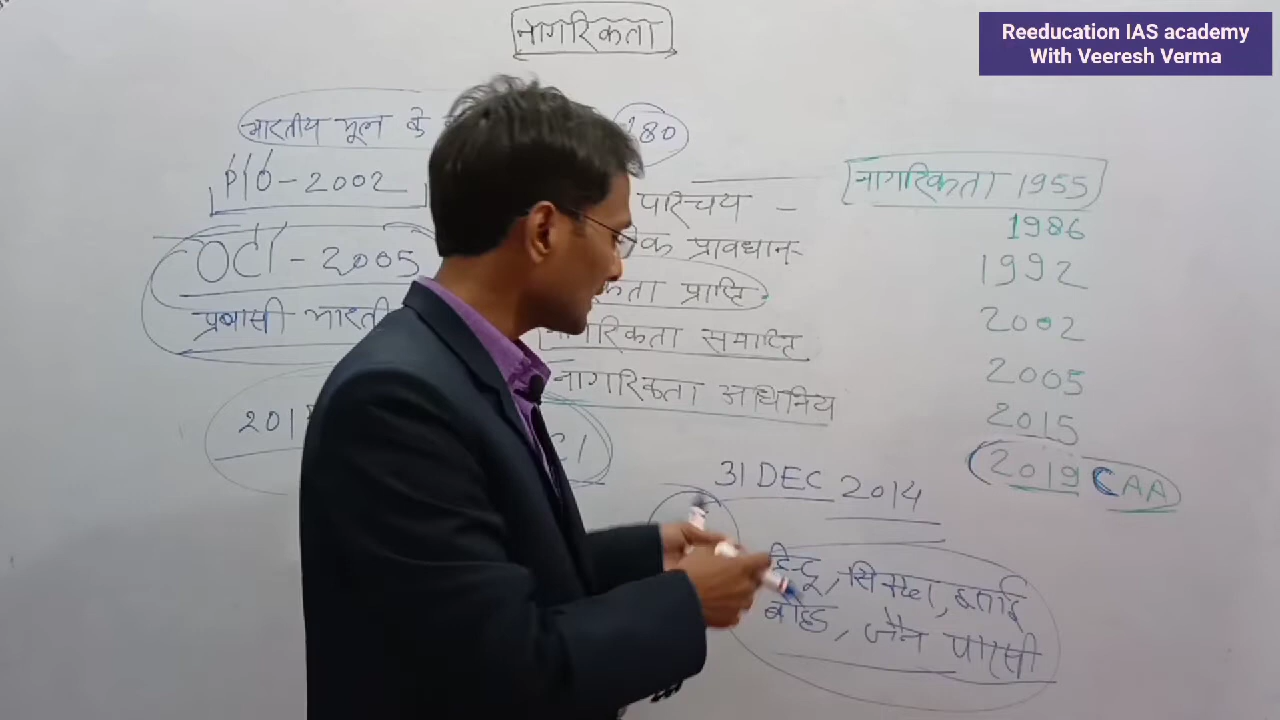 Reeducation IAS academy
With Veeresh Verma
नागरिकता
भारतीय मूल के
180
PIO-2002
OCI - 2005
प्रवासी भारती
201
CI
परिचय -
िक प्रावधान-
कता प्राप्ति
नागरिकता समाप्ति
नागरिकता अधिनिय
नागरिकता 1955
1986
1992
2002
2005
2015
2019 CAA
31 DEC 2014
हिन्दू, सिक्ख, इसाई
बौद्ध, जैन पारसी